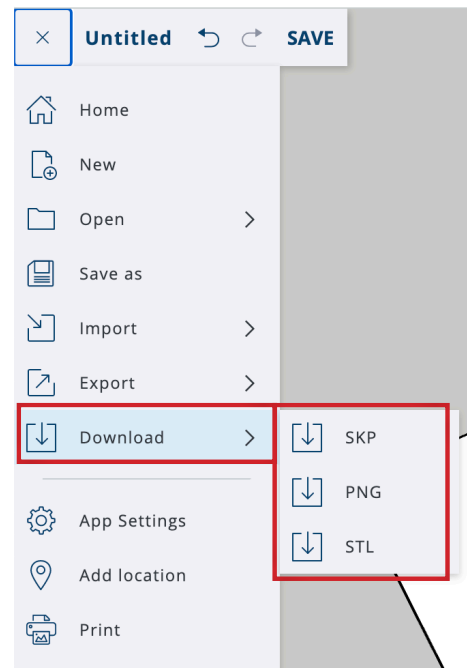 Untitled SAVE
Home
New
Open
Save as
Import
Export
Download
SKP
PNG
STL
App Settings
Add location
Print